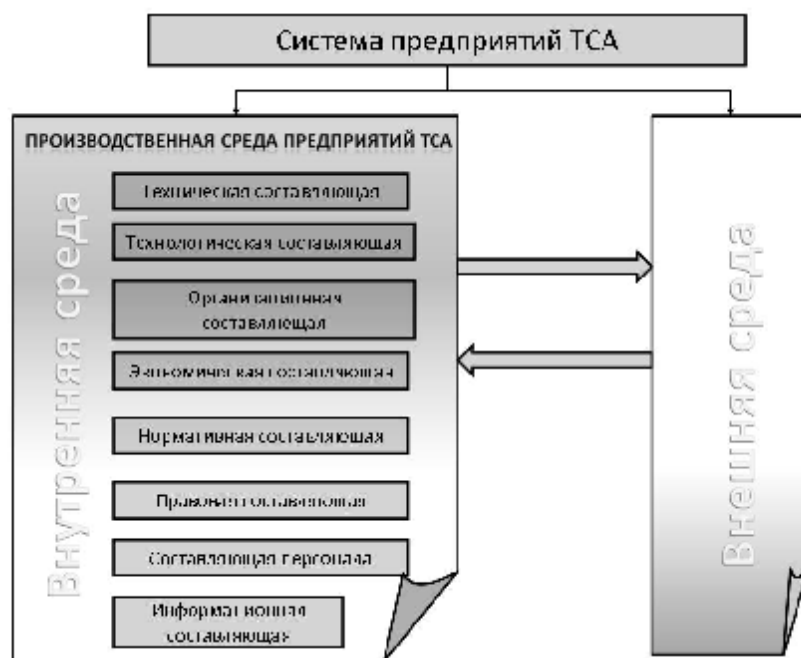 Система предприятий ТСА
ПРОИЗВОДСТВЕННАЯ СРЕДА ПРЕДПРИЯТИЙ ТСА
Внутренняя среда
Техническая составляющая
Технологическая составляющая
Организационная
составляющая
Экономическая составляющая
Нормативная составляющая
Правовая составляющая
Составляющая персонала
Информационная
составляющая
Внешняя среда